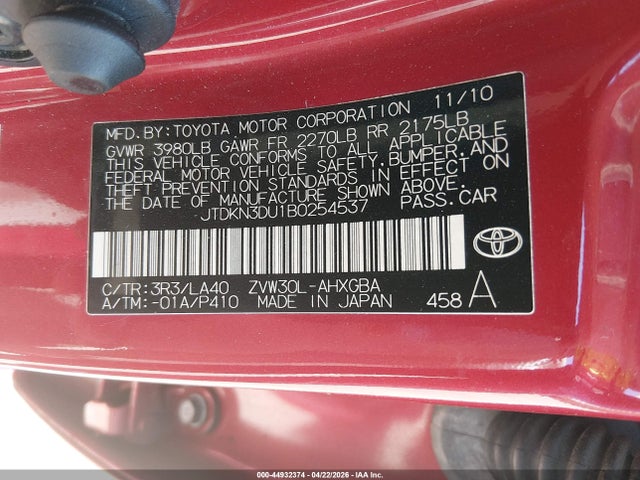 11/10
MFD. BY: TOYOTA MOTOR CORPORATION
GVWR 3980LB GAWR FR 2270LB RR 2175LB
THIS VEHICLE CONFORMS TO ALL APPLICABLE
FEDERAL MOTOR VEHICLE SAFETY, BUMPER, AND
THEFT PREVENTION STANDARDS IN EFFECT ON
THE DATE OF MANUFACTURE SHOWN ABOVE.
JTDKN3DU1B0254537 PASS. CAR
C/TR: 3R3/LA40 ZVW30L-AHXGBA
A/TM: -01A/P410 MADE IN JAPAN 458 A
000-44932374 - 04/22/2026 - IAA Inc.